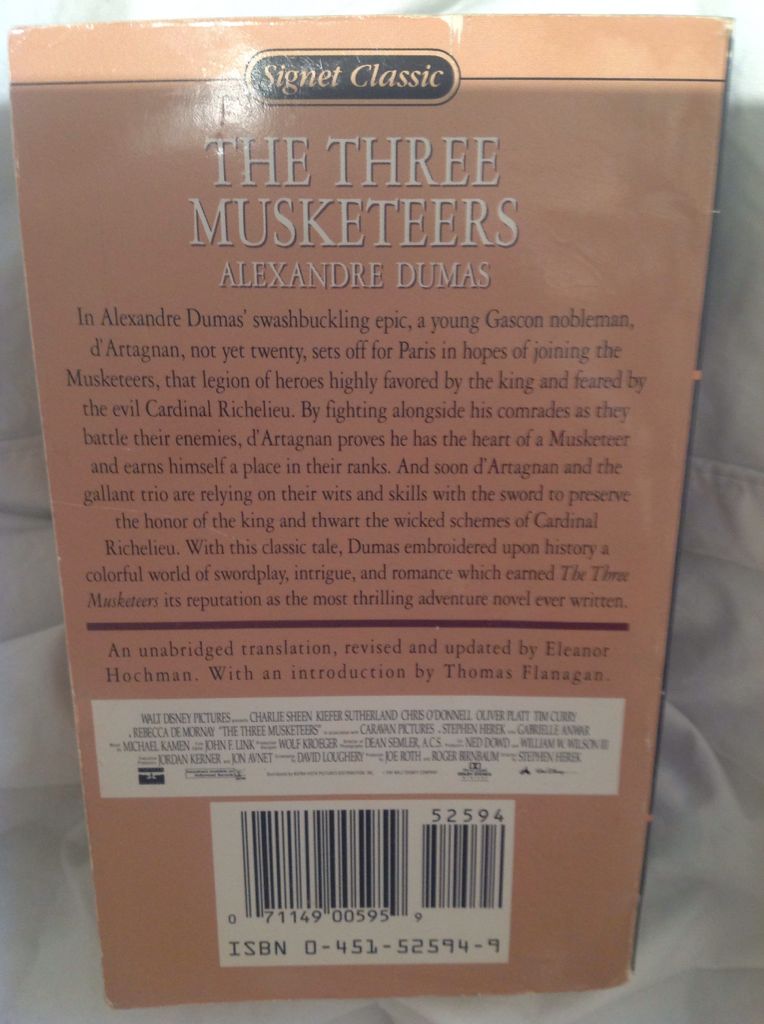 Signet Classic
THE THREE
MUSKETEERS
ALEXANDRE DUMAS
In Alexandre Dumas' swashbuckling epic, a young Gascon nobleman,
d'Artagnan, not yet twenty, sets off for Paris in hopes of joining the
Musketeers, that legion of heroes highly favored by the king and feared by
the evil Cardinal Richelieu. By fighting alongside his comrades as they
battle their enemies, d'Artagnan proves he has the heart of a Musketeer
and earns himself a place in their ranks. And soon d'Artagnan and the
gallant trio are relying on their wits and skills with the sword to preserve
the honor of the king and thwart the wicked schemes of Cardinal
Richelieu. With this classic tale, Dumas embroidered upon history a
colorful world of swordplay, intrigue, and romance which earned The Three
Musketeers its reputation as the most thrilling adventure novel ever written.
An unabridged translation, revised and updated by Eleanor
Hochman. With an introduction by Thomas Flanagan.
WALT DISNEY PICTURES CHARLIE SHEEN KIEFER SUTHERLAND CHRIS O'DONNELL OLIVER PLATT TIM CURRY
REBECCA DE MORNAY "THE THREE MUSKETEERS" CARAVAN PICTURES STEPHEN HEREK GABRIELLE ANWAR
MICHAEL KAMEN JOHN F. LINK WOLF KROEGER DEAN SEMLER, A.C.S. NED DOWD WILLIAM W. WILSON III
JORDAN KERNER JON AVNET DAVID LOUGHERY JOE ROTH ROGER BIRNBAUM STEPHEN HEREK
52594
0 71149 00595 9
ISBN 0-451-52594-9